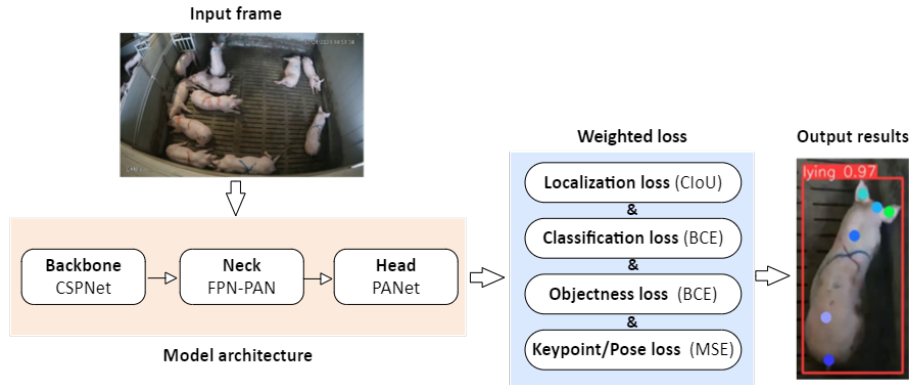 Input frame
Backbone
CSPNet
Neck
FPN-PAN
Head
PANet
Model architecture
Weighted loss
Localization loss (CIoU)
&
Classification loss (BCE)
&
Objectness loss (BCE)
&
Keypoint/Pose loss (MSE)
Output results
lying 0.97